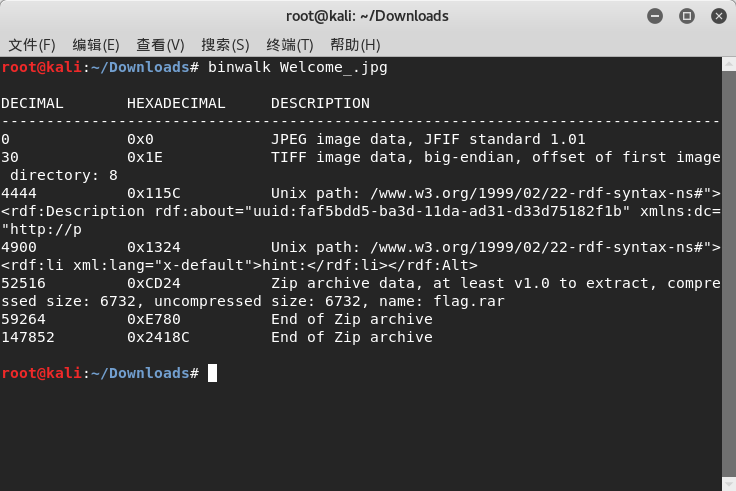 root@kali: ~/Downloads
文件(F) 编辑(E) 查看(V) 搜索(S) 终端(T) 帮助(H)
root@kali:~/Downloads# binwalk Welcome_.jpg
DECIMAL       HEXADECIMAL     DESCRIPTION
--------------------------------------------------------------------------------
0             0x0             JPEG image data, JFIF standard 1.01
30            0x1E            TIFF image data, big-endian, offset of first image
 directory: 8
4444          0x115C          Unix path: /www.w3.org/1999/02/22-rdf-syntax-ns#">
<rdf:Description rdf:about="uuid:faf5bdd5-ba3d-11da-ad31-d33d75182f1b" xmlns:dc=
"http://p
4900          0x1324          Unix path: /www.w3.org/1999/02/22-rdf-syntax-ns#">
<rdf:li xml:lang="x-default">hint:</rdf:li></rdf:Alt>
52516         0xCD24          Zip archive data, at least v1.0 to extract, compre
ssed size: 6732, uncompressed size: 6732, name: flag.rar
59264         0xE780          End of Zip archive
147852        0x2418C         End of Zip archive
root@kali:~/Downloads#